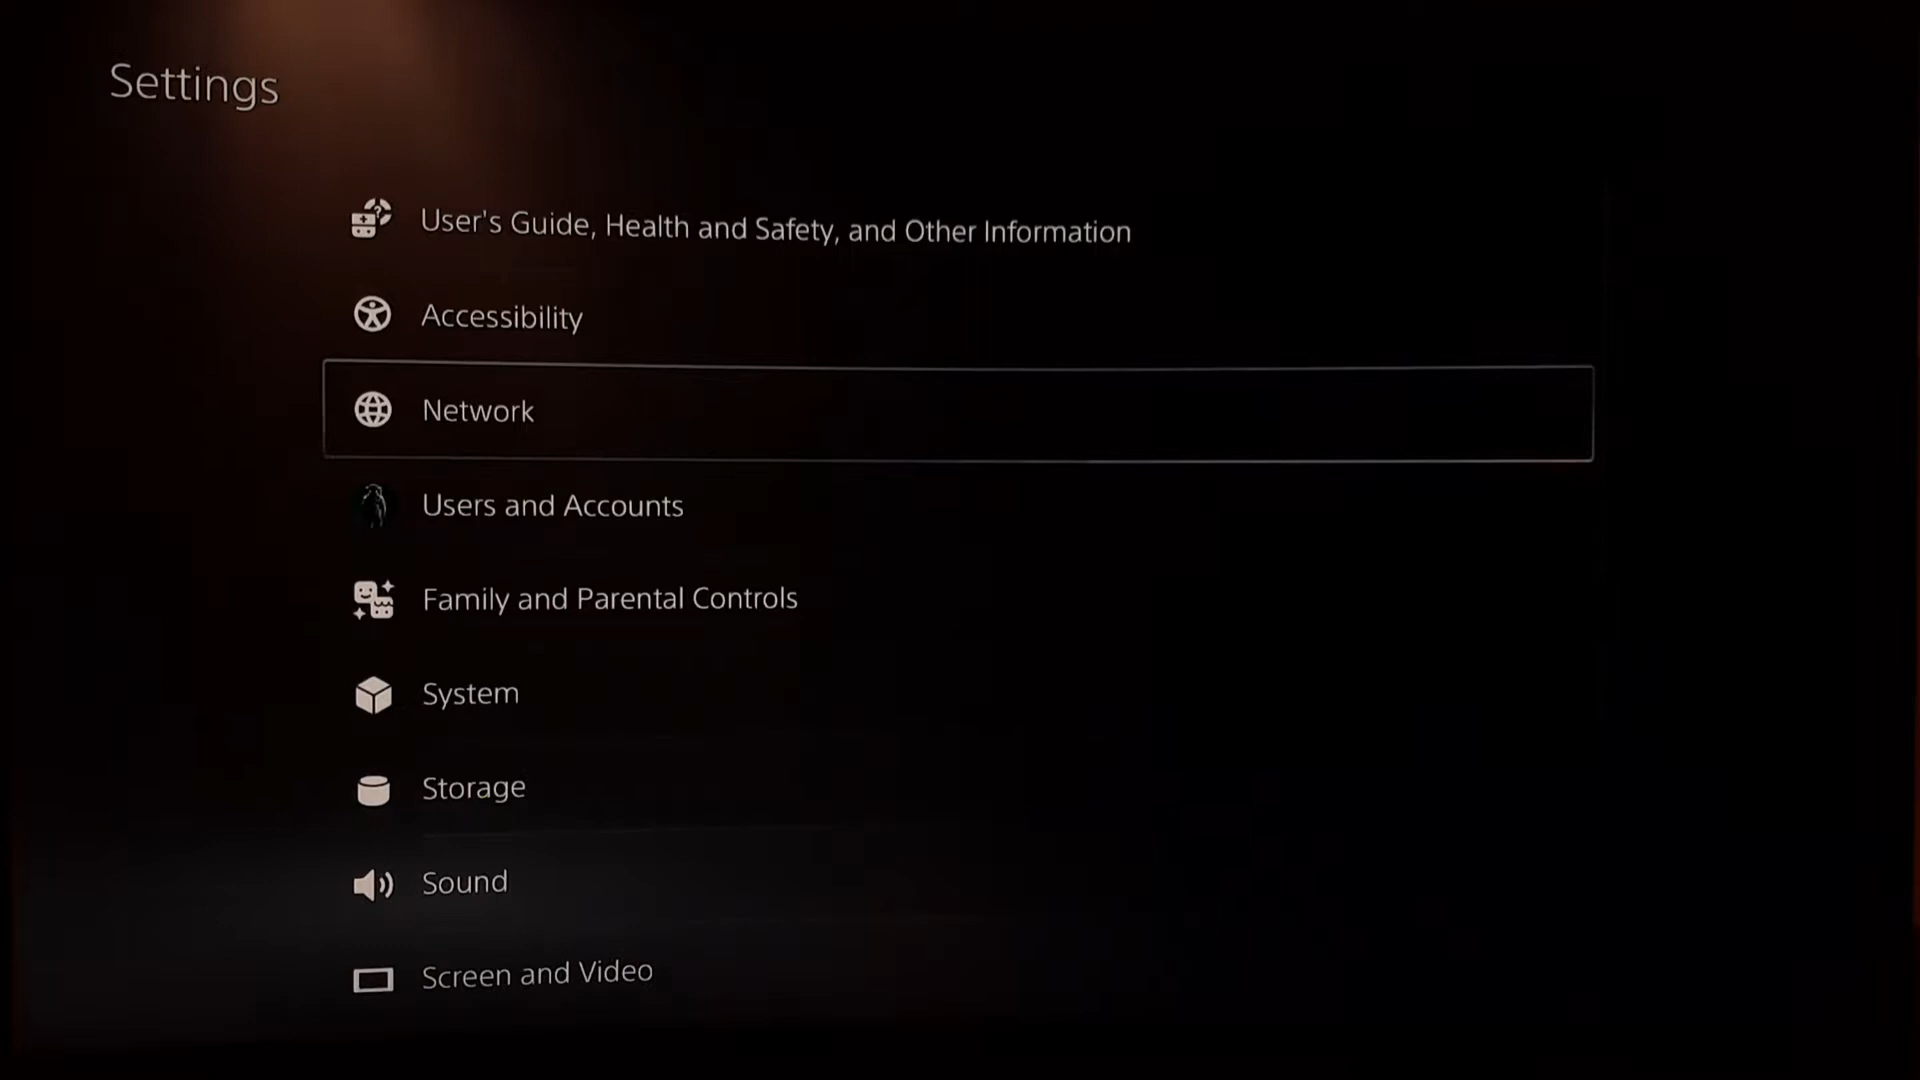 Settings
User's Guide, Health and Safety, and Other Information
Accessibility
Network
Users and Accounts
Family and Parental Controls
System
Storage
Sound
Screen and Video